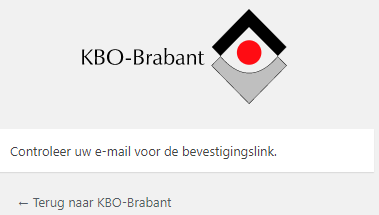 KBO-Brabant
Controleer uw e-mail voor de bevestigingslink.
← Terug naar KBO-Brabant